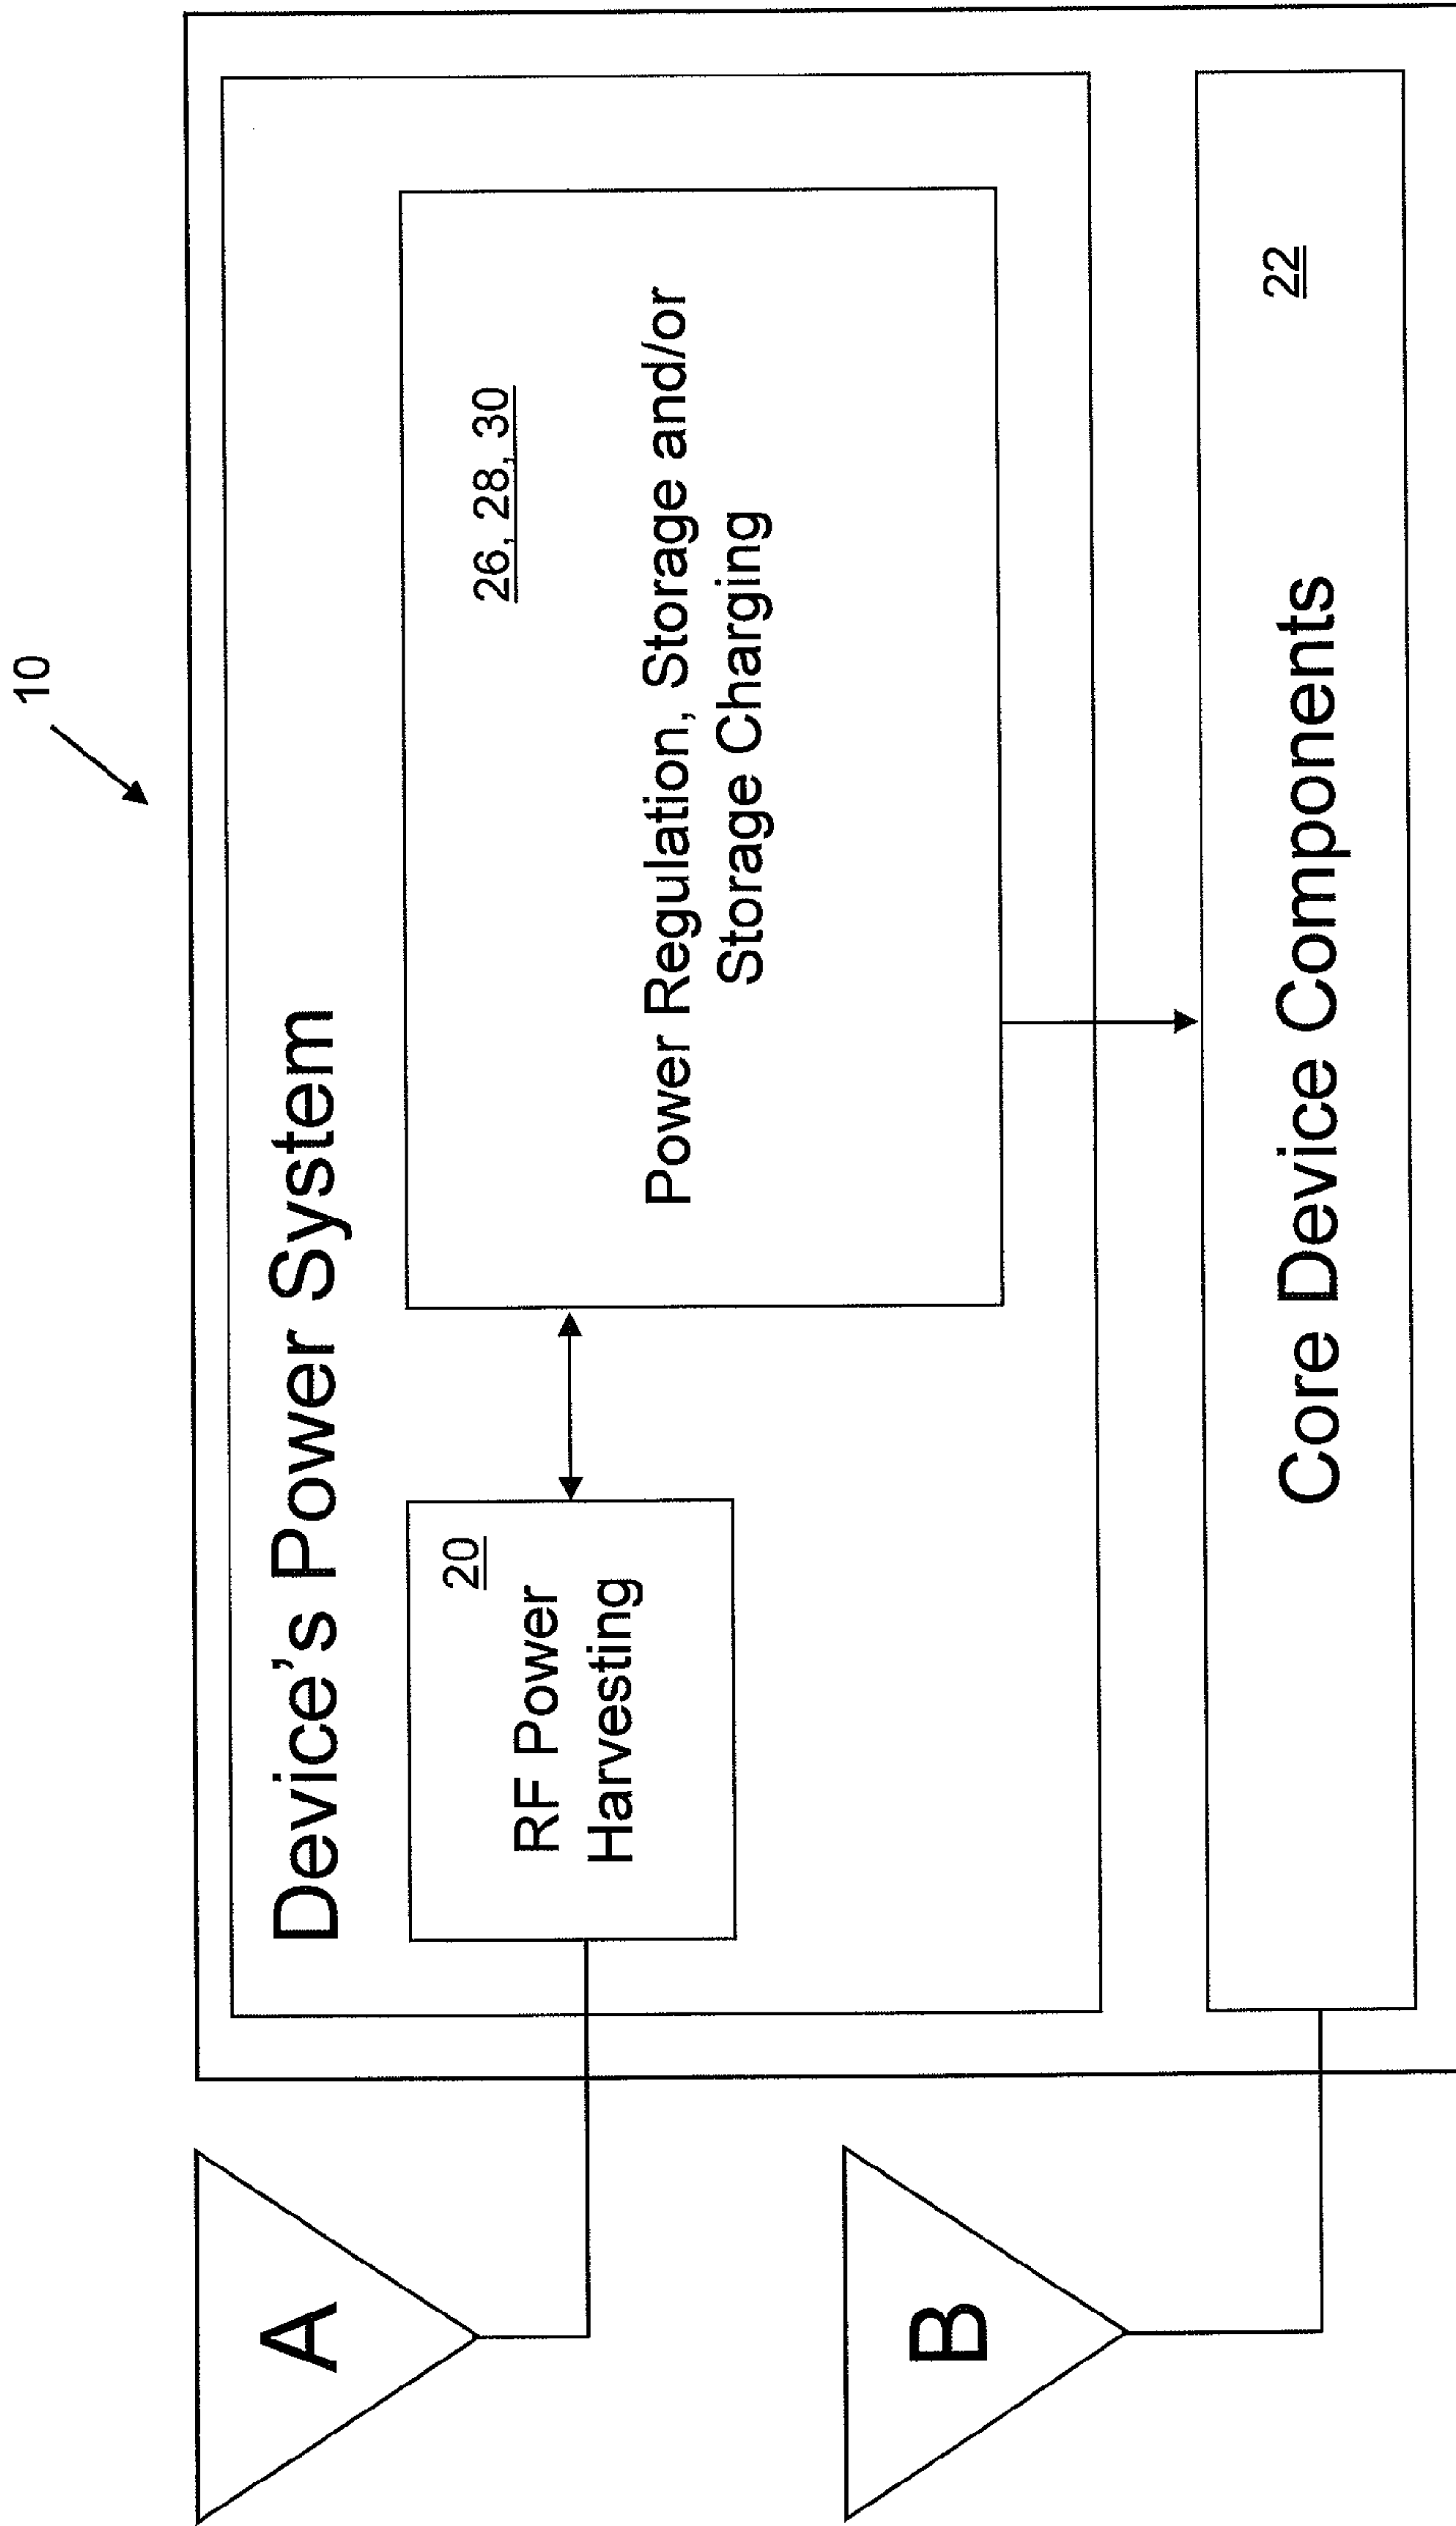 10
Device's Power System
A
20
RF Power
Harvesting
26, 28, 30
Power Regulation, Storage and/or
Storage Charging
B
22
Core Device Components